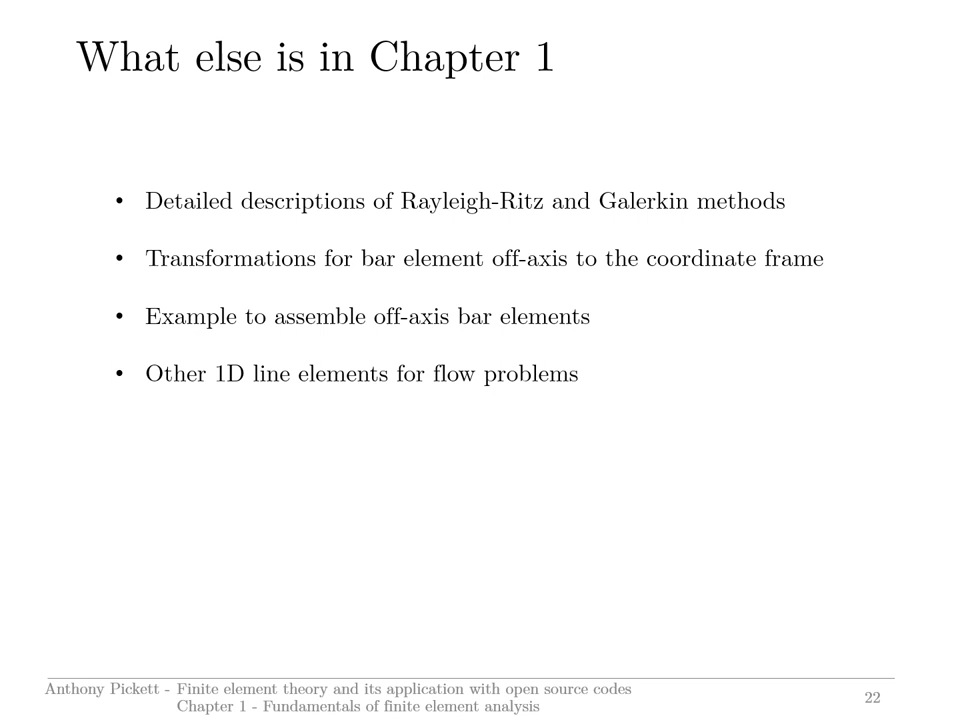 What else is in Chapter 1
• Detailed descriptions of Rayleigh-Ritz and Galerkin methods
• Transformations for bar element off-axis to the coordinate frame
• Example to assemble off-axis bar elements
• Other 1D line elements for flow problems
Anthony Pickett - Finite element theory and its application with open source codes
Chapter 1 - Fundamentals of finite element analysis
22